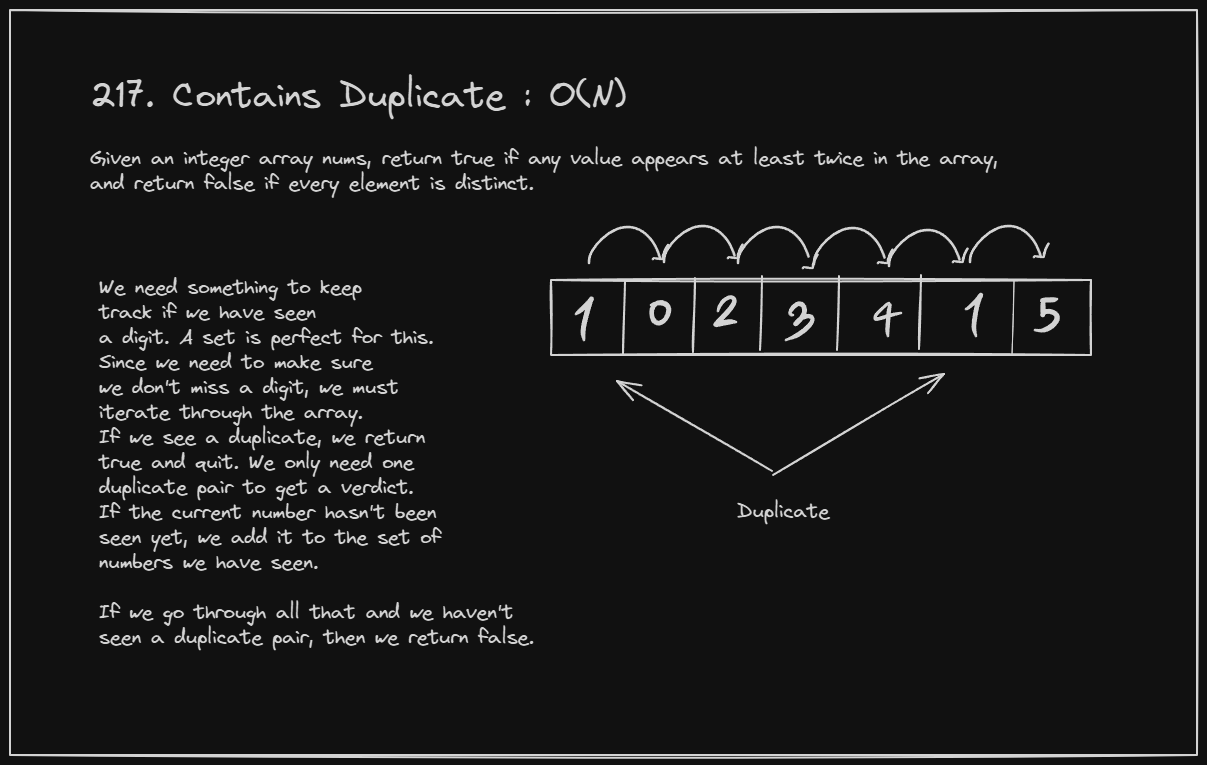 217. Contains Duplicate : O(N)
Given an integer array nums, return true if any value appears at least twice in the array,
and return false if every element is distinct.
We need something to keep
track if we have seen
a digit. A set is perfect for this.
Since we need to make sure
we don't miss a digit, we must
iterate through the array.
If we see a duplicate, we return
true and quit. We only need one
duplicate pair to get a verdict.
If the current number hasn't been
seen yet, we add it to the set of
numbers we have seen.
If we go through all that and we haven't
seen a duplicate pair, then we return false.
1 0 2 3 4 1 5
Duplicate